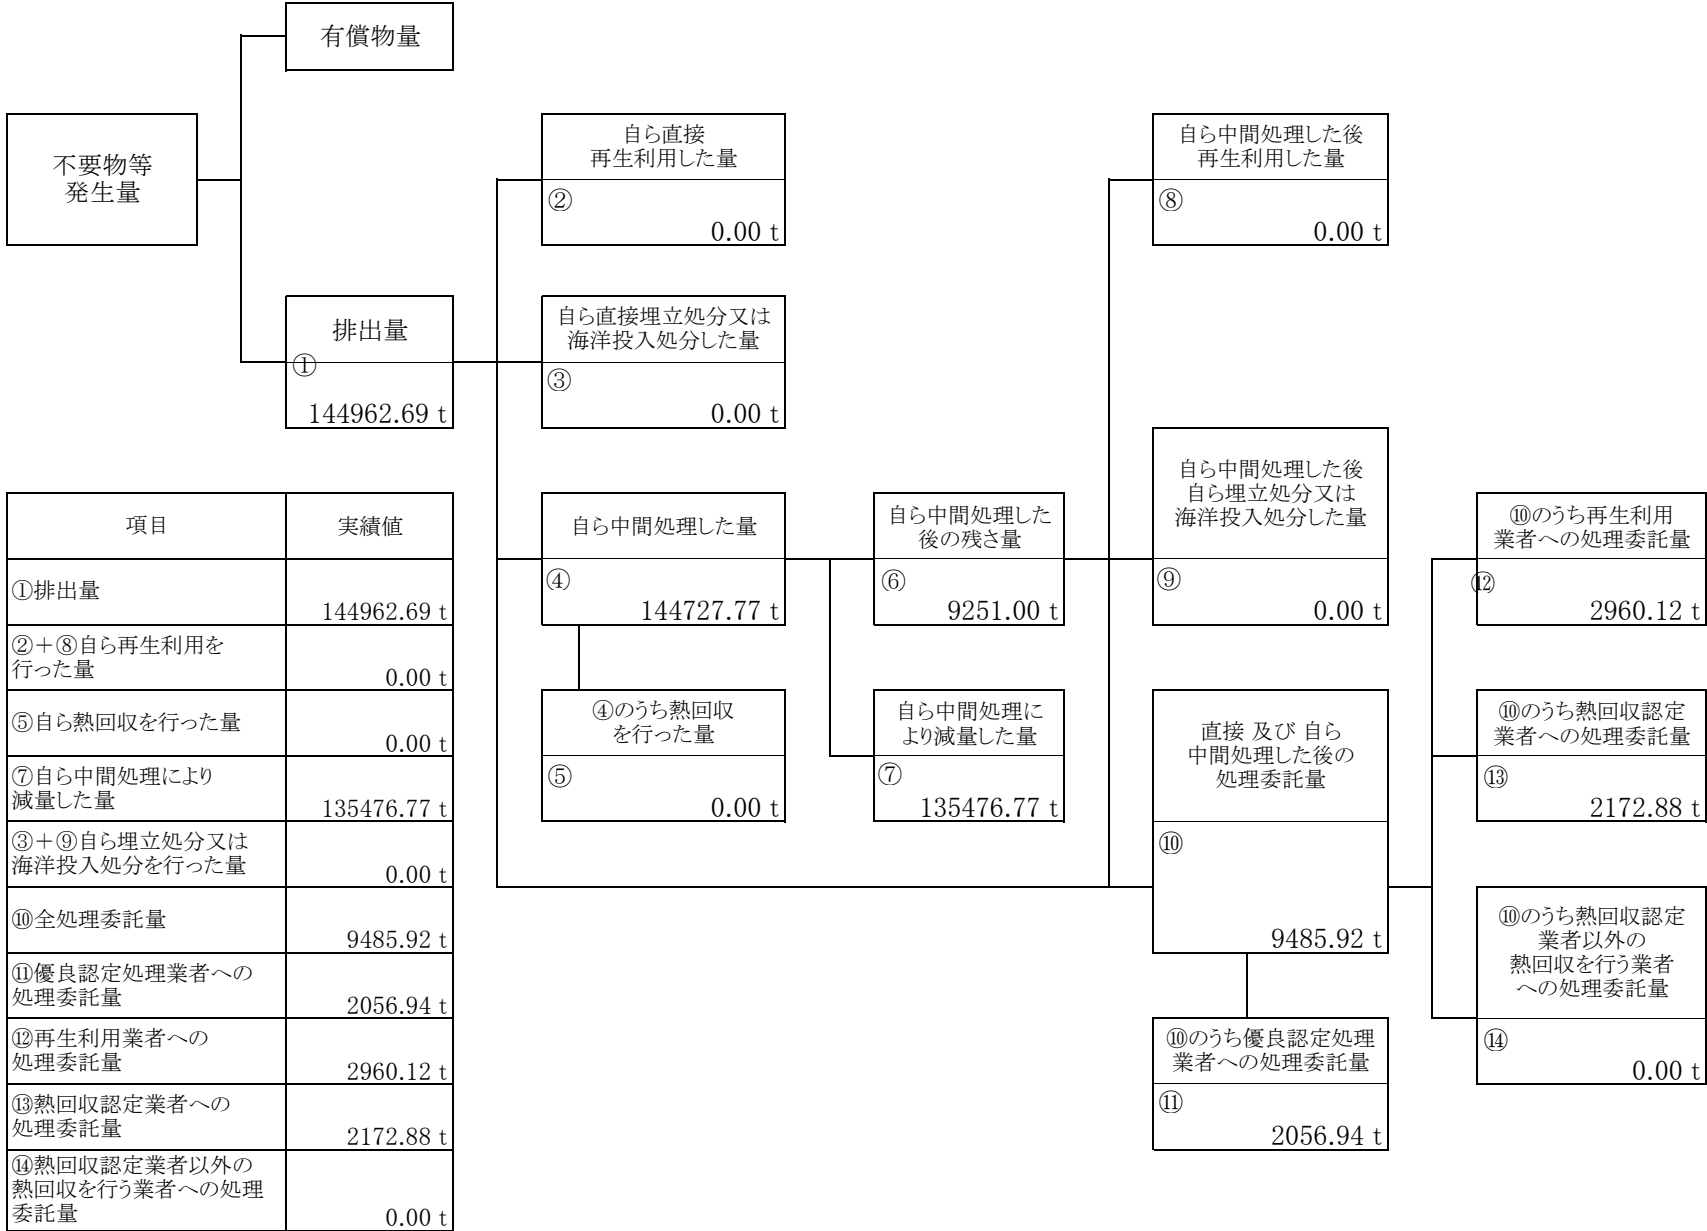 有償物量
不要物等
発生量
自ら直接
再生利用した量
②
0.00 t
自ら中間処理した後
再生利用した量
⑧
0.00 t
排出量
①
144962.69 t
自ら直接埋立処分又は
海洋投入処分した量
③
0.00 t
自ら中間処理した量
④
144727.77 t
自ら中間処理した
後の残さ量
⑥
9251.00 t
自ら中間処理した後
自ら埋立処分又は
海洋投入処分した量
⑨
0.00 t
⑩のうち再生利用
業者への処理委託量
⑫
2960.12 t
④のうち熱回収
を行った量
⑤
0.00 t
自ら中間処理に
より減量した量
⑦
135476.77 t
直接 及び 自ら
中間処理した後の
処理委託量
⑩
9485.92 t
⑩のうち熱回収認定
業者への処理委託量
⑬
2172.88 t
⑩のうち熱回収認定
業者以外の
熱回収を行う業者
への処理委託量
⑭
0.00 t
⑩のうち優良認定処理
業者への処理委託量
⑪
2056.94 t
項目 実績値
①排出量
144962.69 t
②＋⑧自ら再生利用を
行った量
0.00 t
⑤自ら熱回収を行った量
0.00 t
⑦自ら中間処理により
減量した量
135476.77 t
③＋⑨自ら埋立処分又は
海洋投入処分を行った量
0.00 t
⑩全処理委託量
9485.92 t
⑪優良認定処理業者への
処理委託量
2056.94 t
⑫再生利用業者への
処理委託量
2960.12 t
⑬熱回収認定業者への
処理委託量
2172.88 t
⑭熱回収認定業者以外の
熱回収を行う業者への処理
委託量
0.00 t